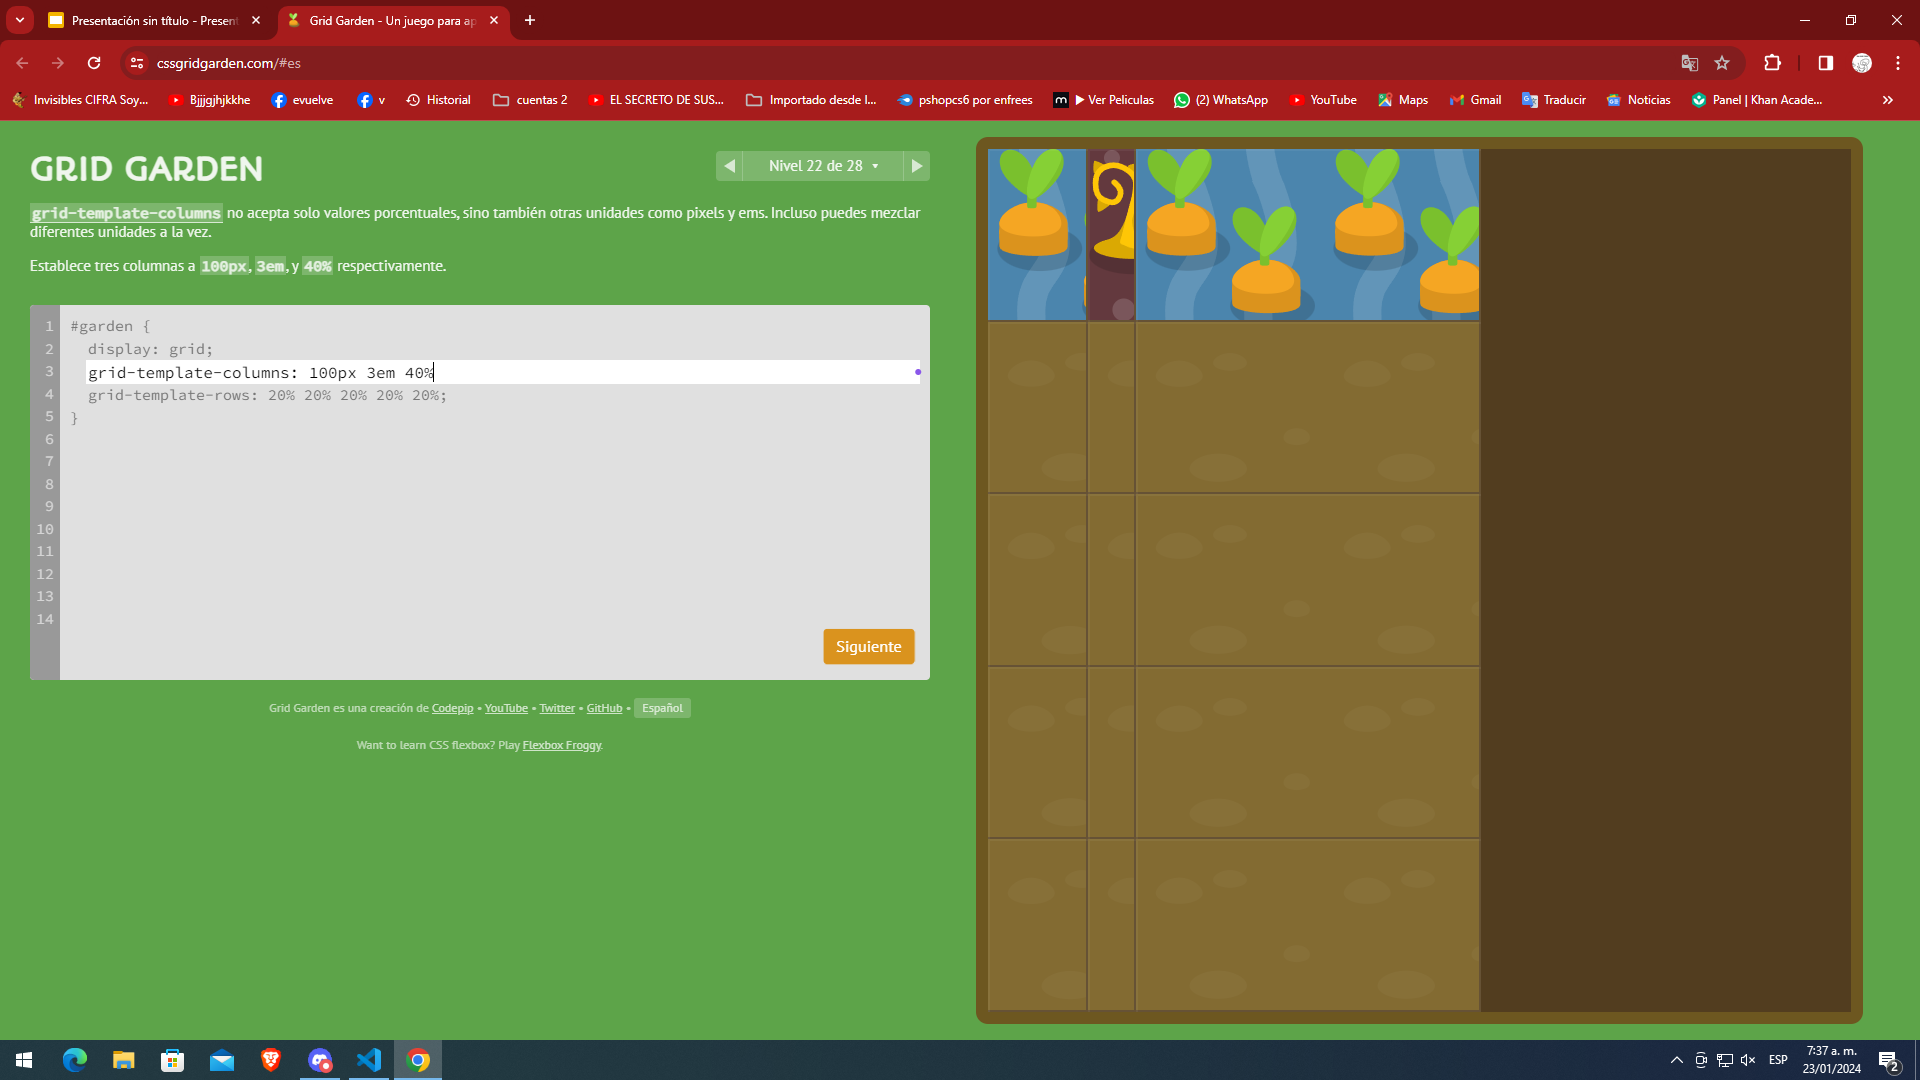 Presentación sin título - Present
Grid Garden - Un juego para ap
cssgridgarden.com/#es
Invisibles CIFRA Soy...
Bjjjgjhjkkhe
evuelve
v
Historial
cuentas 2
EL SECRETO DE SUS...
Importado desde I...
pshopcs6 por enfrees
m
▶ Ver Peliculas
(2) WhatsApp
YouTube
Maps
Gmail
Traducir
Noticias
Panel | Khan Acade...
»
GRID GARDEN
Nivel 22 de 28
grid-template-columns no acepta solo valores porcentuales, sino también otras unidades como pixels y ems. Incluso puedes mezclar
diferentes unidades a la vez.
Establece tres columnas a 100px, 3em, y 40% respectivamente.
1 #garden {
2 display: grid;
3 grid-template-columns: 100px 3em 40%
4 grid-template-rows: 20% 20% 20% 20% 20%;
5 }
6
7
8
9
10
11
12
13
14
Siguiente
Grid Garden es una creación de Codepip • YouTube • Twitter • GitHub • Español
Want to learn CSS flexbox? Play Flexbox Froggy.
ESP
7:37 a. m.
23/01/2024
2